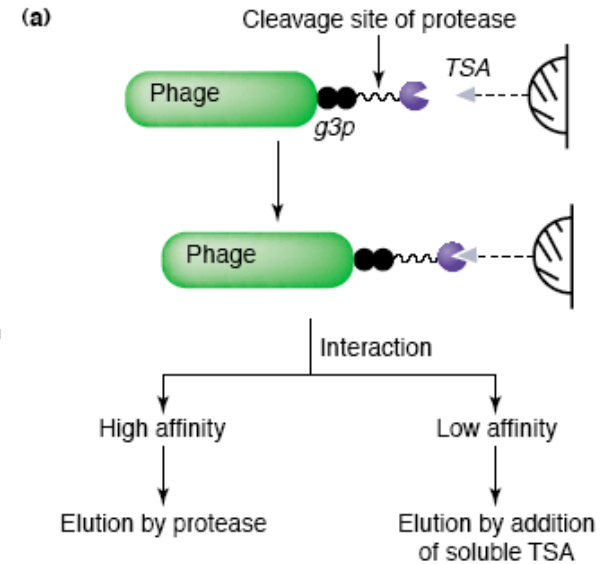 (a)
Cleavage site of protease
TSA
Phage
g3p
Phage
Interaction
High affinity
Low affinity
Elution by protease
Elution by addition
of soluble TSA